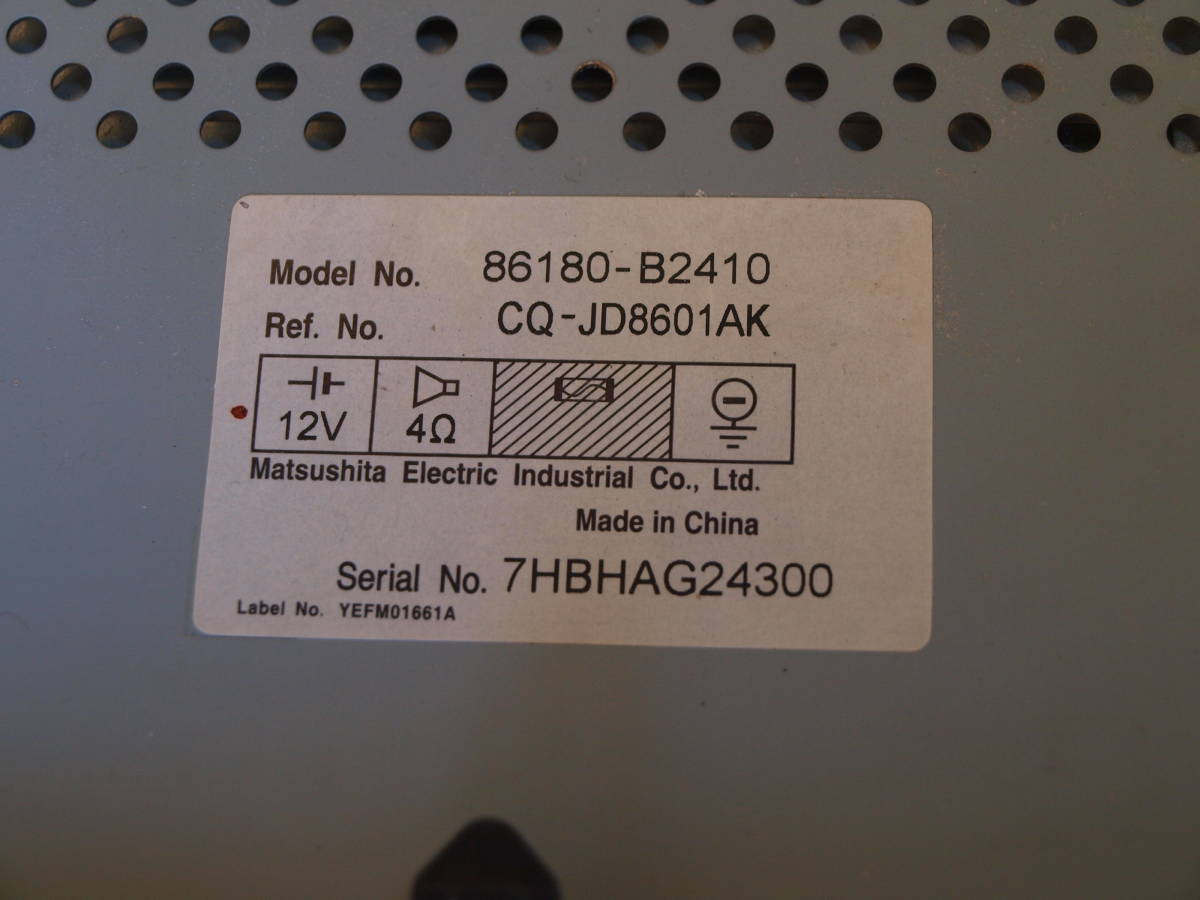 Model No. 86180-B2410
Ref. No. CQ-JD8601AK
12V 4Ω
Matsushita Electric Industrial Co., Ltd.
Made in China
Serial No. 7HBHAG24300
Label No. YEFM01661A